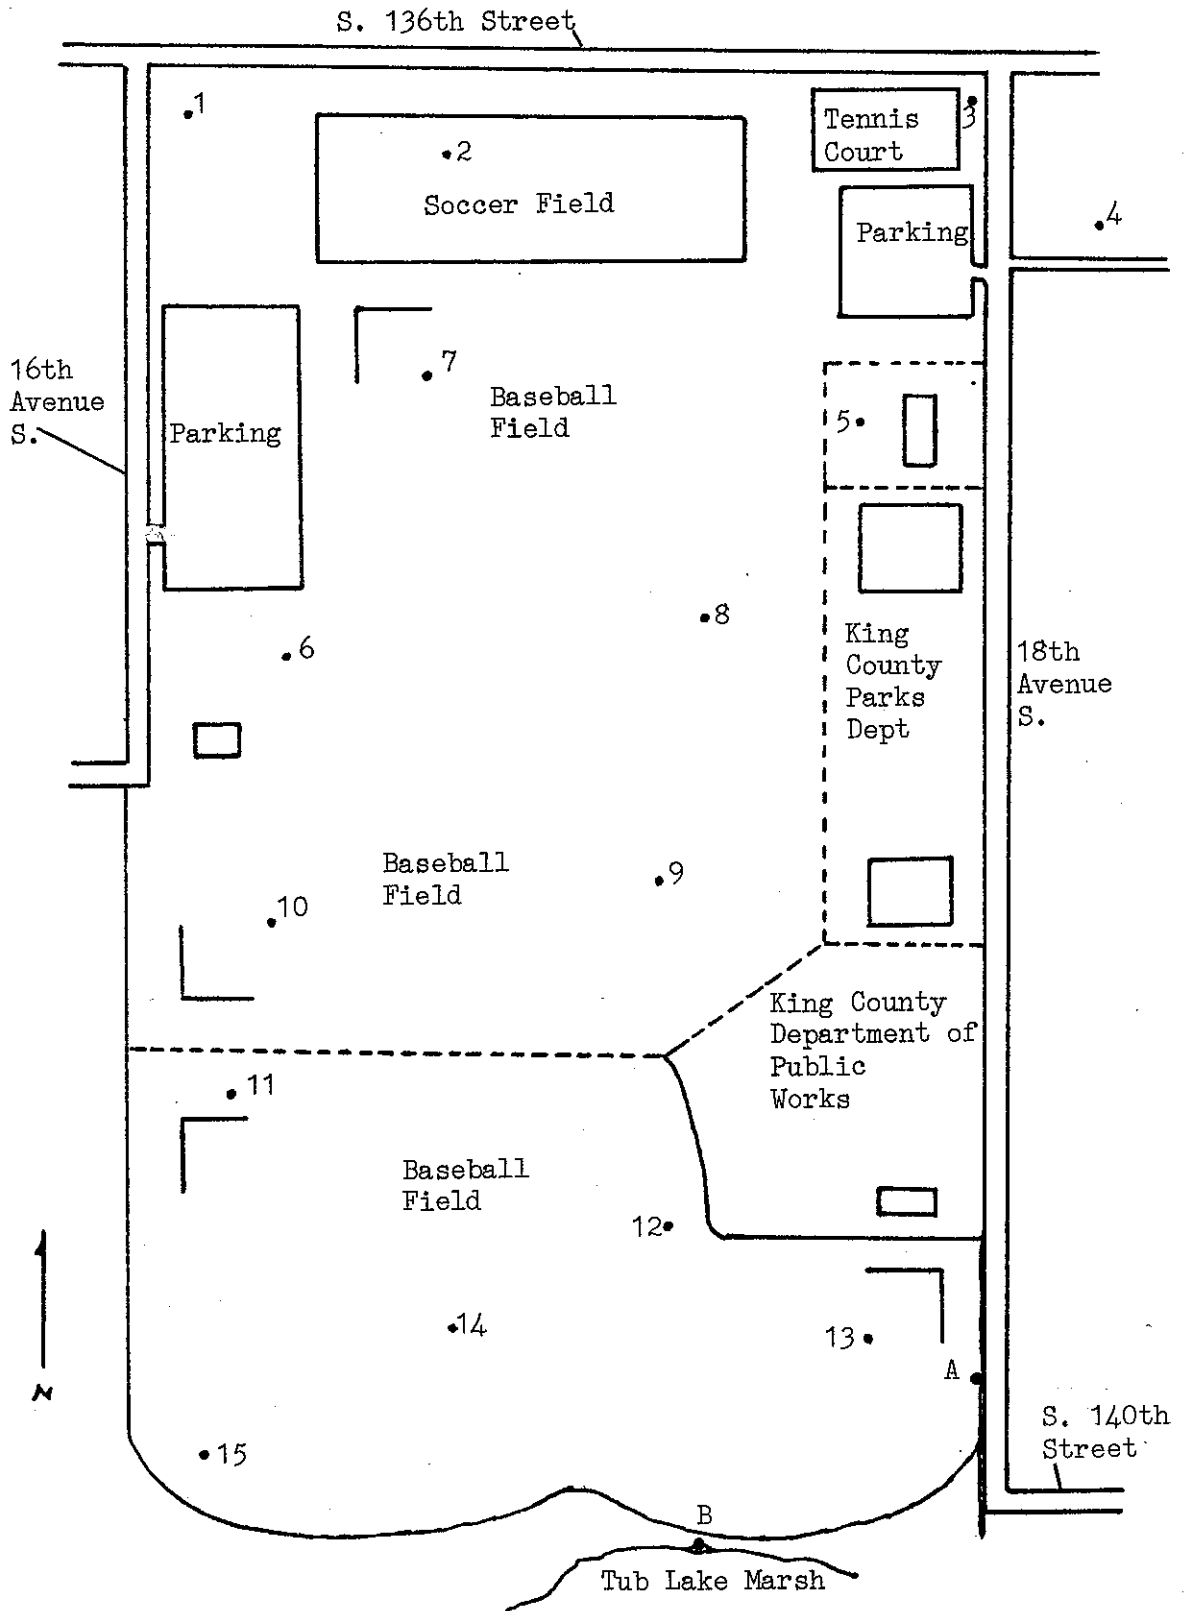 S. 136th Street
1
2
Soccer Field
Tennis
Court
3
4
Parking
16th
Avenue
S.
Parking
7
Baseball
Field
5
6
8
King
County
Parks
Dept
18th
Avenue
S.
Baseball
Field
9
10
King County
Department of
Public
Works
11
Baseball
Field
12
14
13
A
N
15
S. 140th
Street
B
Tub Lake Marsh